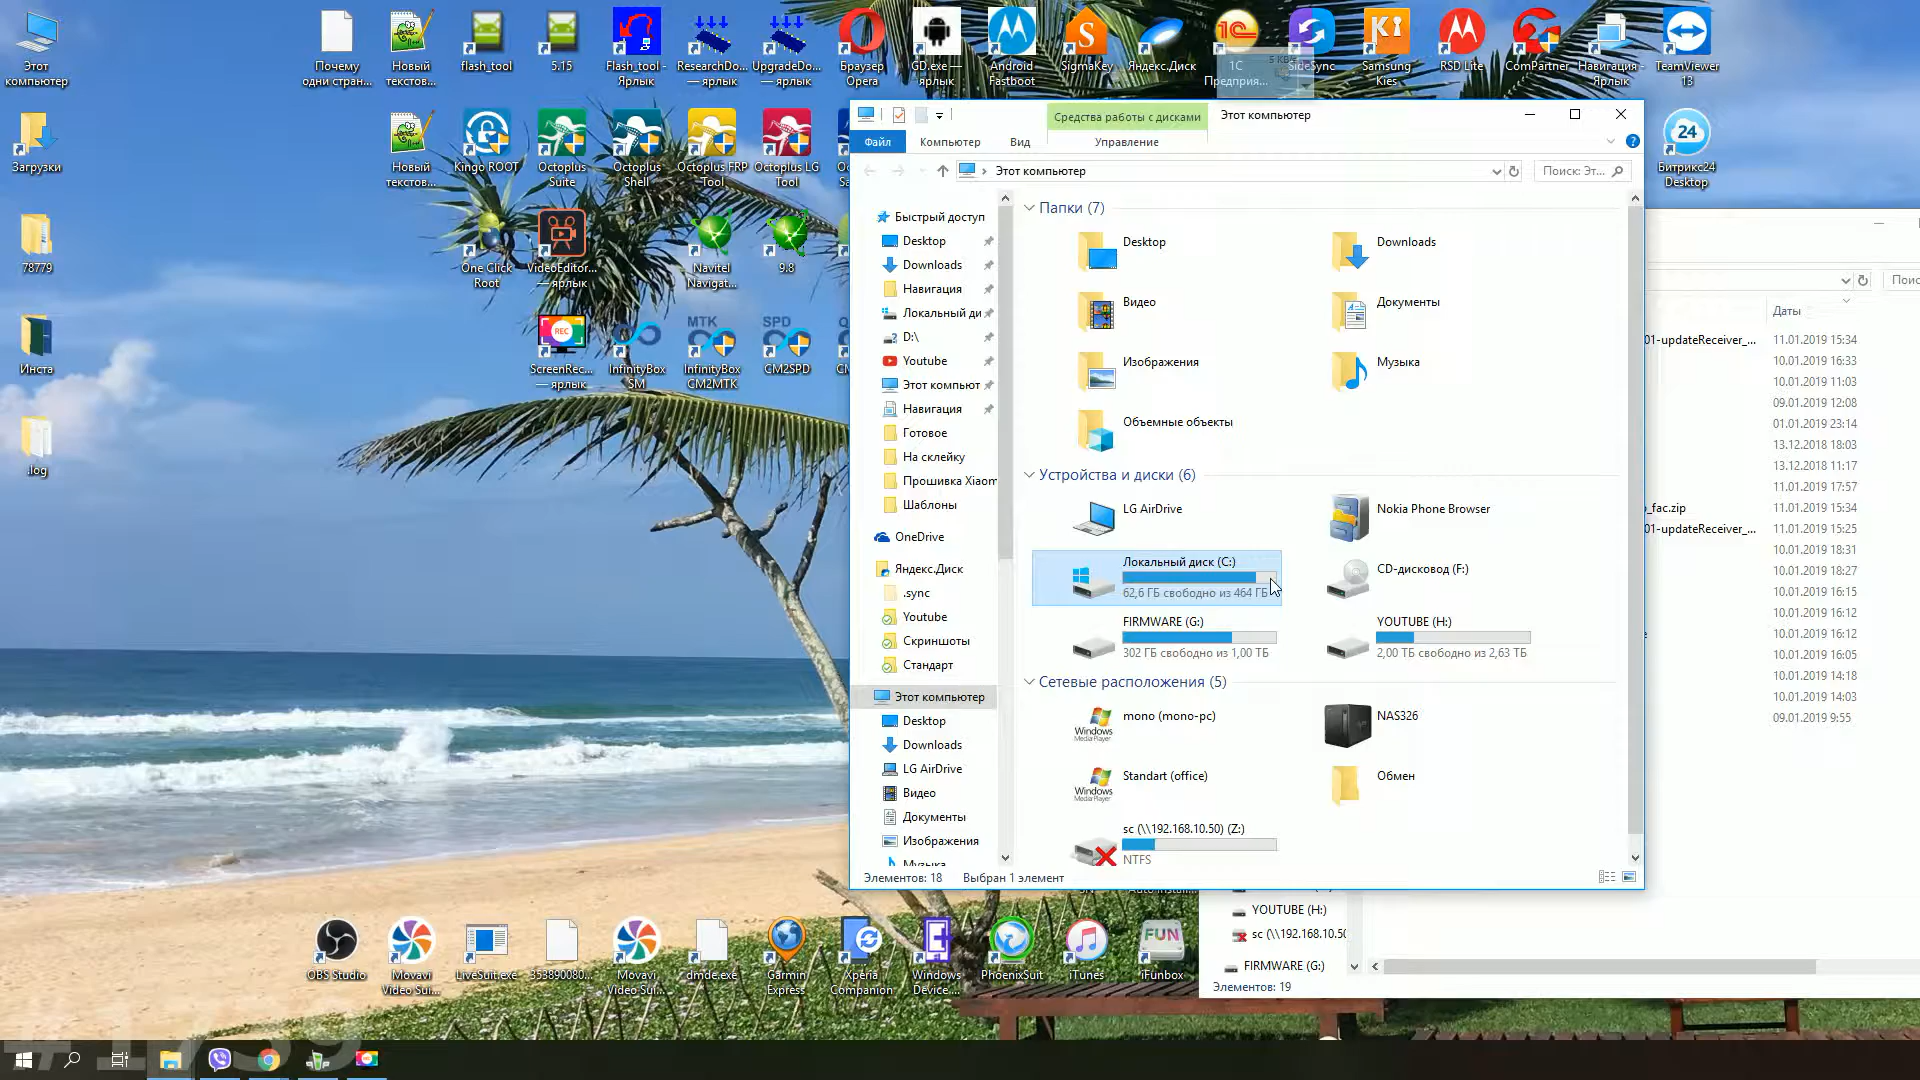 Этот
компьютер
Почему
одни стран...
Новый
текстов...
flash_tool
5.15
Flash_tool -
Ярлык
ResearchDo...
— ярлык
UpgradeDo...
— ярлык
Браузер
Opera
GD.exe —
ярлык
Android
Fastboot
SigmaKey
Яндекс.Диск
1С
Предприя...
SideSync
Samsung
Kies
RSD Lite
ComPartner
Навигация -
Ярлык
TeamViewer
13
Загрузки
Новый
текстов...
Kingo ROOT
Octoplus
Suite
Octoplus
Shell
Octoplus FRP
Tool
Octoplus LG
Tool
24
Битрикс24
Desktop
78779
One Click
Root
VideoEditor...
— ярлык
Navitel
Navigat...
9.8
Инста
REC
ScreenRec...
— ярлык
InfinityBox
SM
MTK
InfinityBox
CM2MTK
SPD
CM2SPD
.log
Средства работы с дисками
Этот компьютер
Файл
Компьютер
Вид
Управление
Этот компьютер
Поиск: Эт...
Быстрый доступ
Desktop
Downloads
Навигация
Локальный ди
D:\
Youtube
Этот компьют
Навигация
Готовое
На склейку
Прошивка Xiaom
Шаблоны
OneDrive
Яндекс.Диск
.sync
Youtube
Скриншоты
Стандарт
Этот компьютер
Desktop
Downloads
LG AirDrive
Видео
Документы
Изображения
Музыка
Папки (7)
Desktop
Downloads
Видео
Документы
Изображения
Музыка
Объемные объекты
Устройства и диски (6)
LG AirDrive
Nokia Phone Browser
Локальный диск (C:)
62,6 ГБ свободно из 464 ГБ
CD-дисковод (F:)
FIRMWARE (G:)
302 ГБ свободно из 1,00 ТБ
YOUTUBE (H:)
2,00 ТБ свободно из 2,63 ТБ
Сетевые расположения (5)
mono (mono-pc)
NAS326
Standart (office)
Обмен
sc (\\192.168.10.50) (Z:)
NTFS
Элементов: 18
Выбран 1 элемент
Поис
Даты
01-updateReceiver_...
11.01.2019 15:34
10.01.2019 16:33
10.01.2019 11:03
09.01.2019 12:08
01.01.2019 23:14
13.12.2018 18:03
13.12.2018 11:17
11.01.2019 17:57
_fac.zip
11.01.2019 15:34
01-updateReceiver_...
11.01.2019 15:25
10.01.2019 18:31
10.01.2019 16:31
10.01.2019 16:15
10.01.2019 16:12
10.01.2019 16:12
10.01.2019 16:05
10.01.2019 14:18
10.01.2019 14:03
09.01.2019 9:55
YOUTUBE (H:)
sc (\\192.168.10.50
FIRMWARE (G:)
Элементов: 19
OBS Studio
Movavi
Video Sui...
LiveSuit.exe
353890080...
Movavi
Video Sui...
dmde.exe
Garmin
Express
Xperia
Companion
Windows
Device ...
PhoenixSuit
iTunes
FUN
iFunbox